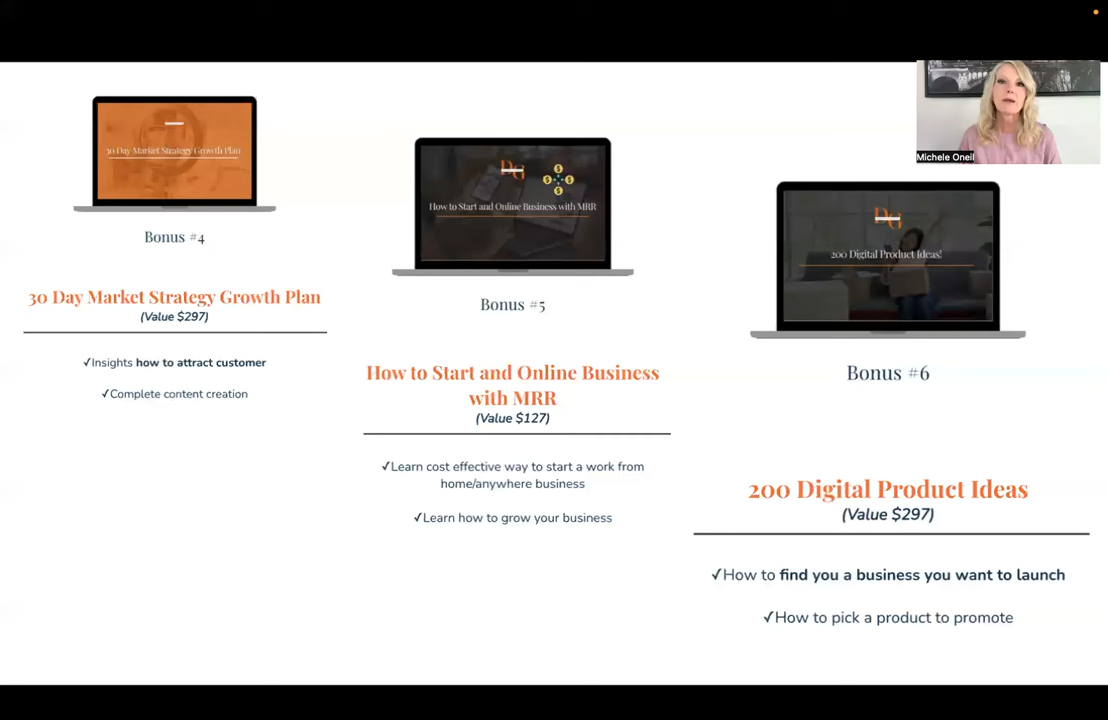 Michele Oneil
30 Day Market Strategy Growth Plan
Bonus #4
30 Day Market Strategy Growth Plan
(Value $297)
✓Insights how to attract customer
✓Complete content creation
DG
$ $ $ $
How to Start and Online Business with MRR
Bonus #5
How to Start and Online Business
with MRR
(Value $127)
✓Learn cost effective way to start a work from
home/anywhere business
✓Learn how to grow your business
DG
200 Digital Product Ideas!
Bonus #6
200 Digital Product Ideas
(Value $297)
✓How to find you a business you want to launch
✓How to pick a product to promote